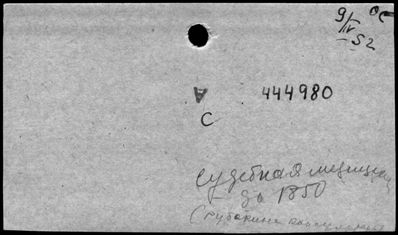 9/IV 52
А 444980
С
Судебная медицина
до 1850